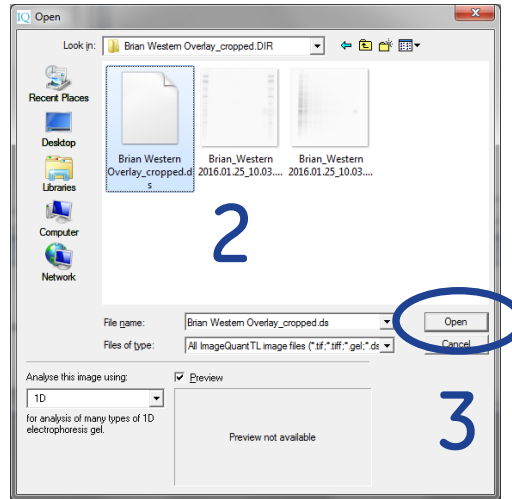 IQ Open
Look in: Brian Western Overlay_cropped.DIR
Recent Places
Desktop
Libraries
Computer
Network
Brian Western
Overlay_cropped.d
s
Brian_Western
2016.01.25_10.03....
Brian_Western
2016.01.25_10.03....
2
File name: Brian Western Overlay_cropped.ds Open
Files of type: All ImageQuant TL image files (*.tif;*.tiff;*.gel;*.ds Cancel
3
Analyse this image using:
1D
for analysis of many types of 1D
electrophoresis gel.
Preview
Preview not available